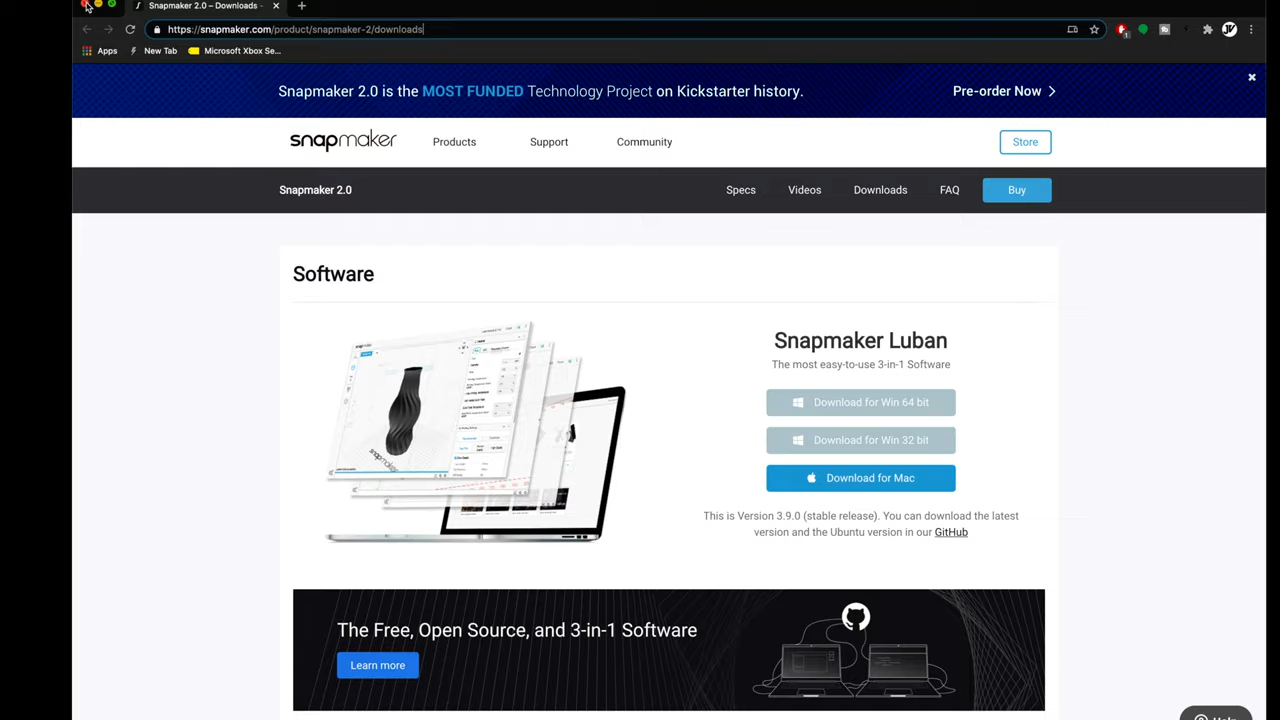 Snapmaker 2.0 – Downloads
https://snapmaker.com/product/snapmaker-2/downloads
Apps
New Tab
Microsoft Xbox Se...
Snapmaker 2.0 is the MOST FUNDED Technology Project on Kickstarter history.
Pre-order Now
snapmaker
Products
Support
Community
Store
Snapmaker 2.0
Specs
Videos
Downloads
FAQ
Buy
Software
Snapmaker Luban
The most easy-to-use 3-in-1 Software
Download for Win 64 bit
Download for Win 32 bit
Download for Mac
This is Version 3.9.0 (stable release). You can download the latest
version and the Ubuntu version in our GitHub
The Free, Open Source, and 3-in-1 Software
Learn more
Help